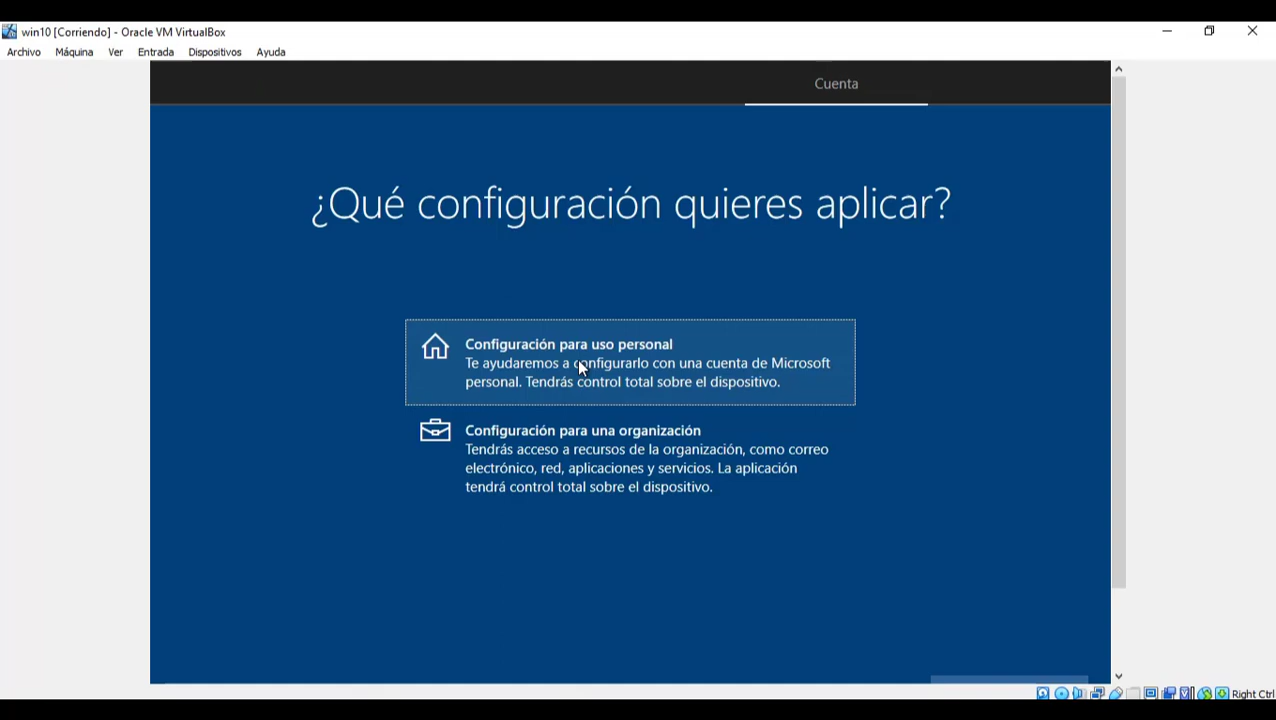 win10 [Corriendo] - Oracle VM VirtualBox
Archivo Máquina Ver Entrada Dispositivos Ayuda
Cuenta
¿Qué configuración quieres aplicar?
Configuración para uso personal
Te ayudaremos a configurarlo con una cuenta de Microsoft
personal. Tendrás control total sobre el dispositivo.
Configuración para una organización
Tendrás acceso a recursos de la organización, como correo
electrónico, red, aplicaciones y servicios. La aplicación
tendrá control total sobre el dispositivo.
Right Ctrl